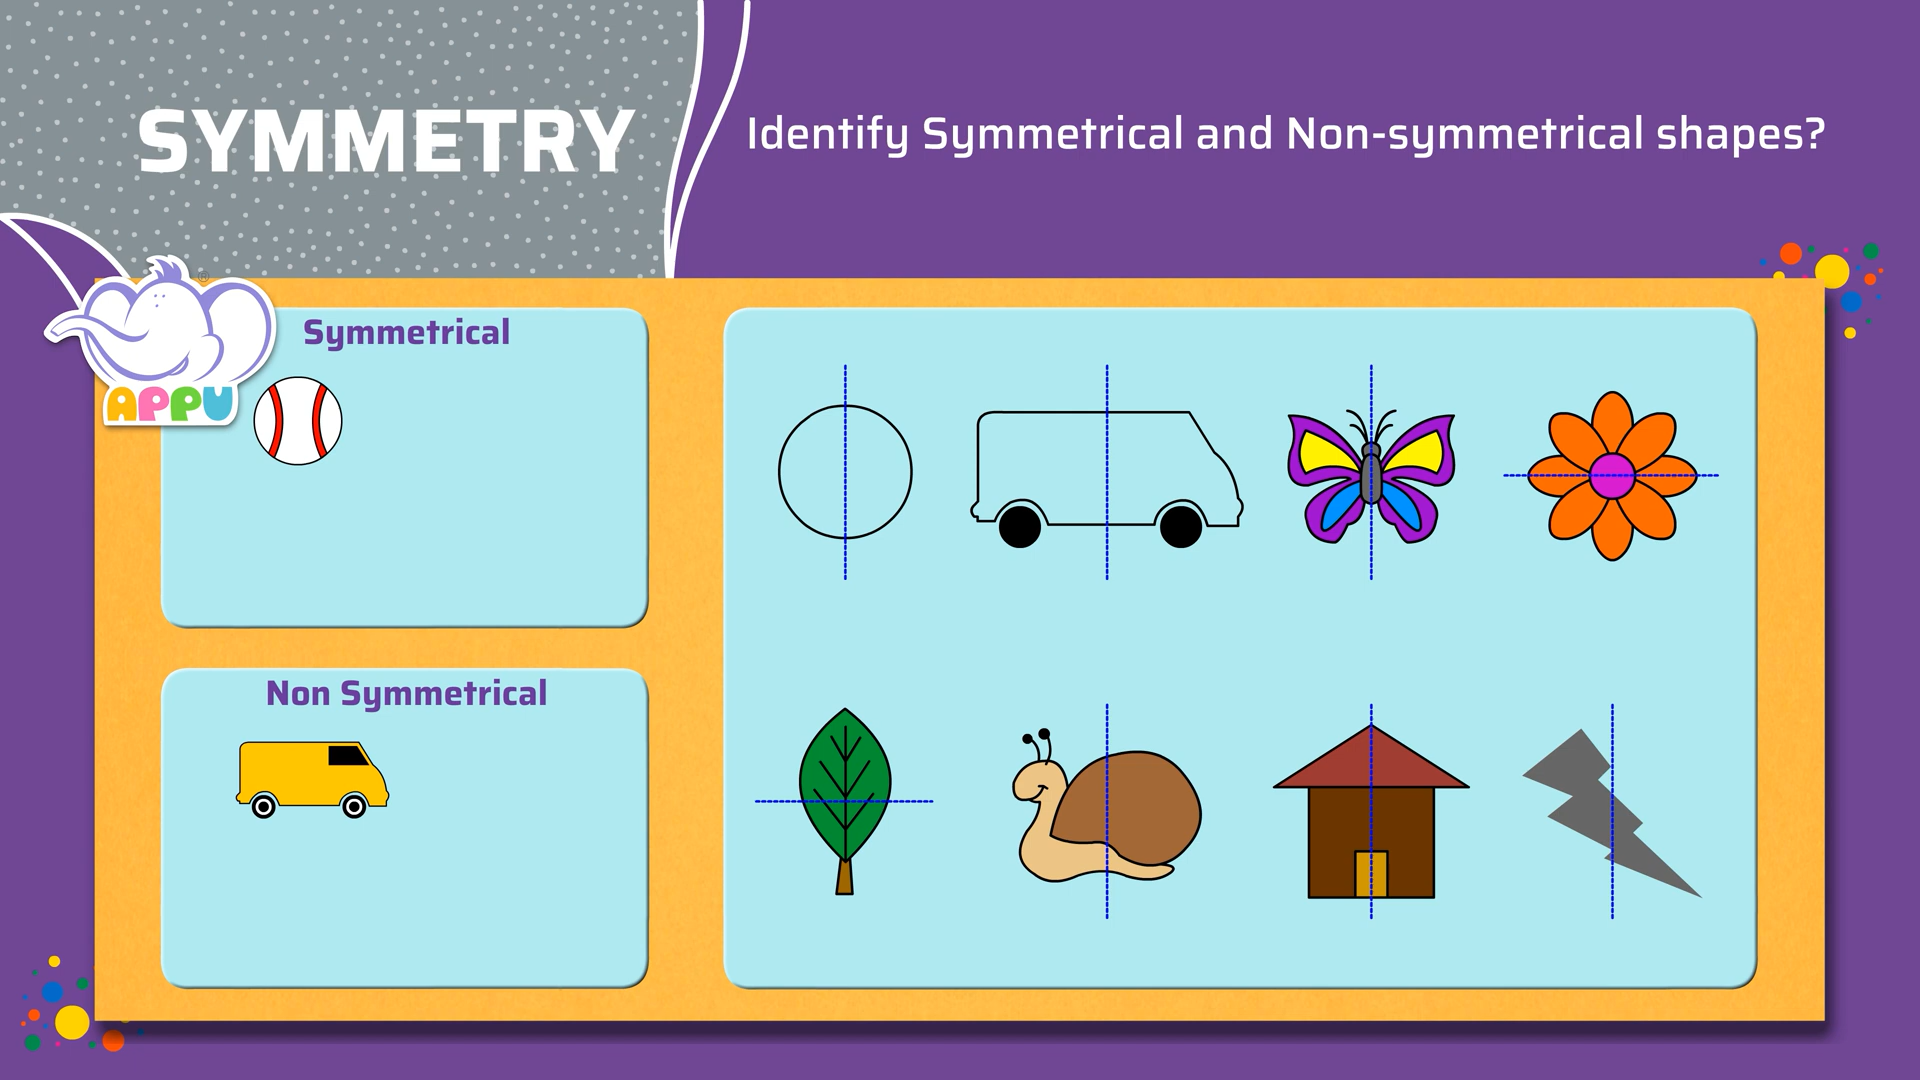 SYMMETRY
Identify Symmetrical and Non-symmetrical shapes?
®
APPU
Symmetrical
Non Symmetrical